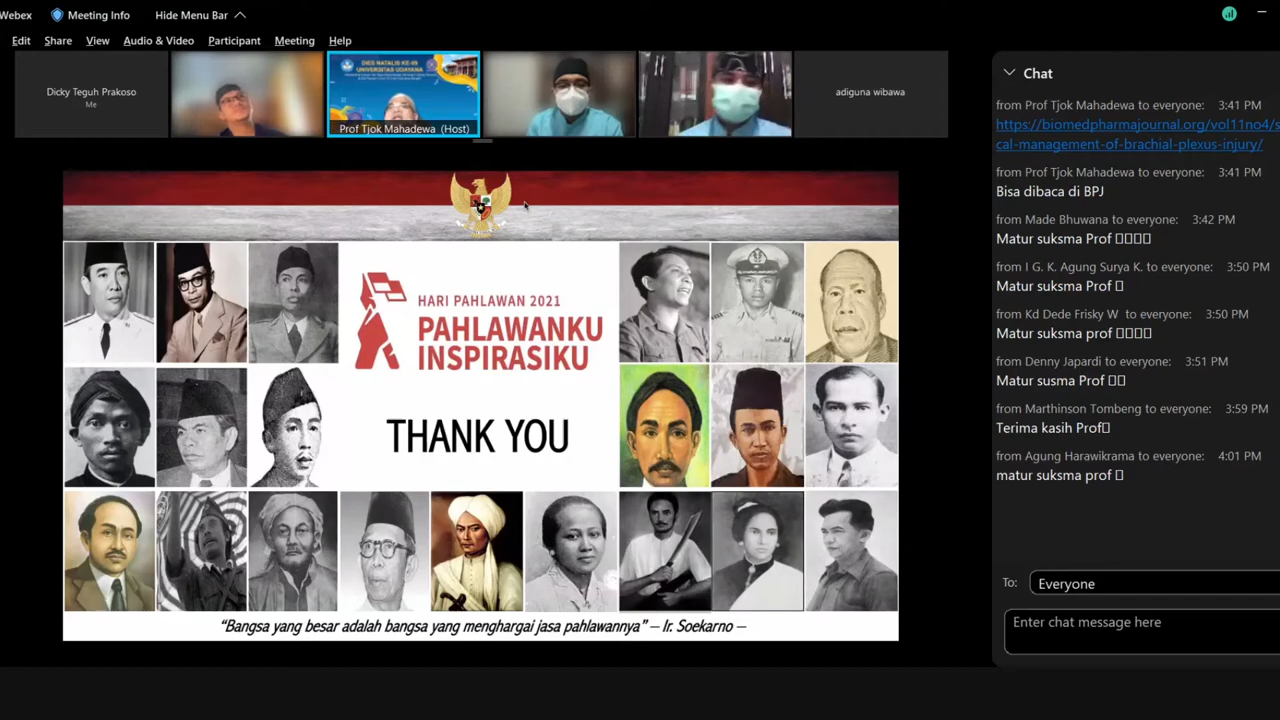 Webex
Meeting Info
Hide Menu Bar
Edit
Share
View
Audio & Video
Participant
Meeting
Help
Dicky Teguh Prakoso
Me
DIES NATALIS KE-59
UNIVERSITAS UDAYANA
Prof Tjok Mahadewa (Host)
adiguna wibawa
HARI PAHLAWAN 2021
PAHLAWANKU
INSPIRASIKU
THANK YOU
“Bangsa yang besar adalah bangsa yang menghargai jasa pahlawannya” – Ir. Soekarno –
Chat
from Prof Tjok Mahadewa to everyone: 3:41 PM
https://biomedpharmajournal.org/vol11no4/s
cal-management-of-brachial-plexus-injury/
from Prof Tjok Mahadewa to everyone: 3:41 PM
Bisa dibaca di BPJ
from Made Bhuwana to everyone: 3:42 PM
Matur suksma Prof
from I G. K. Agung Surya K. to everyone: 3:50 PM
Matur suksma Prof
from Kd Dede Frisky W to everyone: 3:50 PM
Matur suksma prof
from Denny Japardi to everyone: 3:51 PM
Matur susma Prof
from Marthinson Tombeng to everyone: 3:59 PM
Terima kasih Prof
from Agung Harawikrama to everyone: 4:01 PM
matur suksma prof
To:
Everyone
Enter chat message here